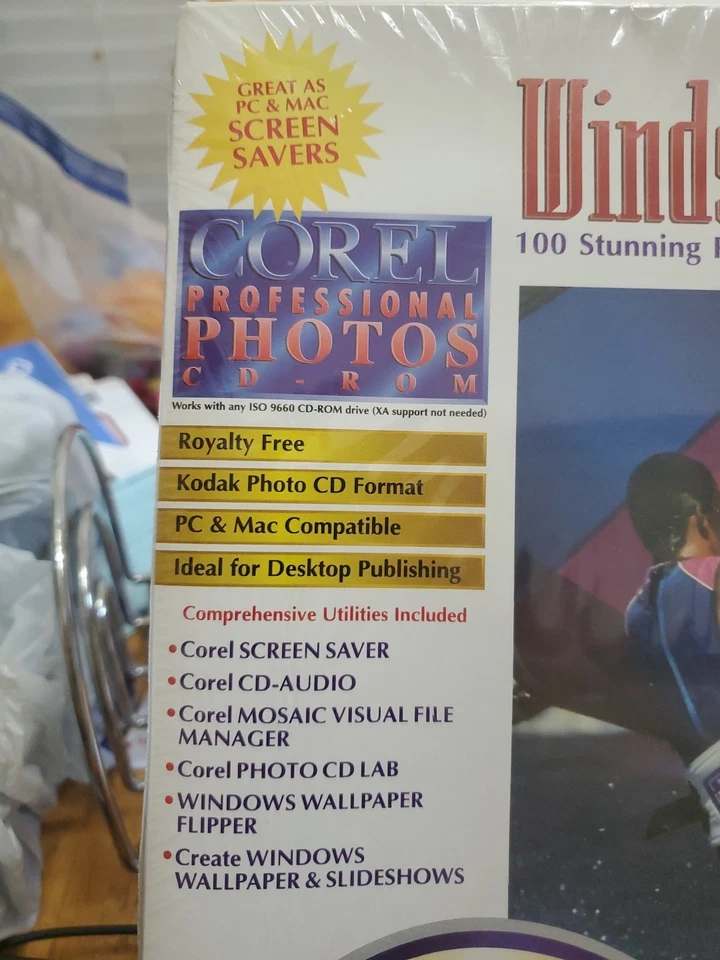 GREAT AS
PC & MAC
SCREEN
SAVERS
COREL
PROFESSIONAL
PHOTOS
CD-ROM
Works with any ISO 9660 CD-ROM drive (XA support not needed)
Royalty Free
Kodak Photo CD Format
PC & Mac Compatible
Ideal for Desktop Publishing
Comprehensive Utilities Included
•Corel SCREEN SAVER
•Corel CD-AUDIO
•Corel MOSAIC VISUAL FILE
MANAGER
•Corel PHOTO CD LAB
•WINDOWS WALLPAPER
FLIPPER
•Create WINDOWS
WALLPAPER & SLIDESHOWS
100 Stunning